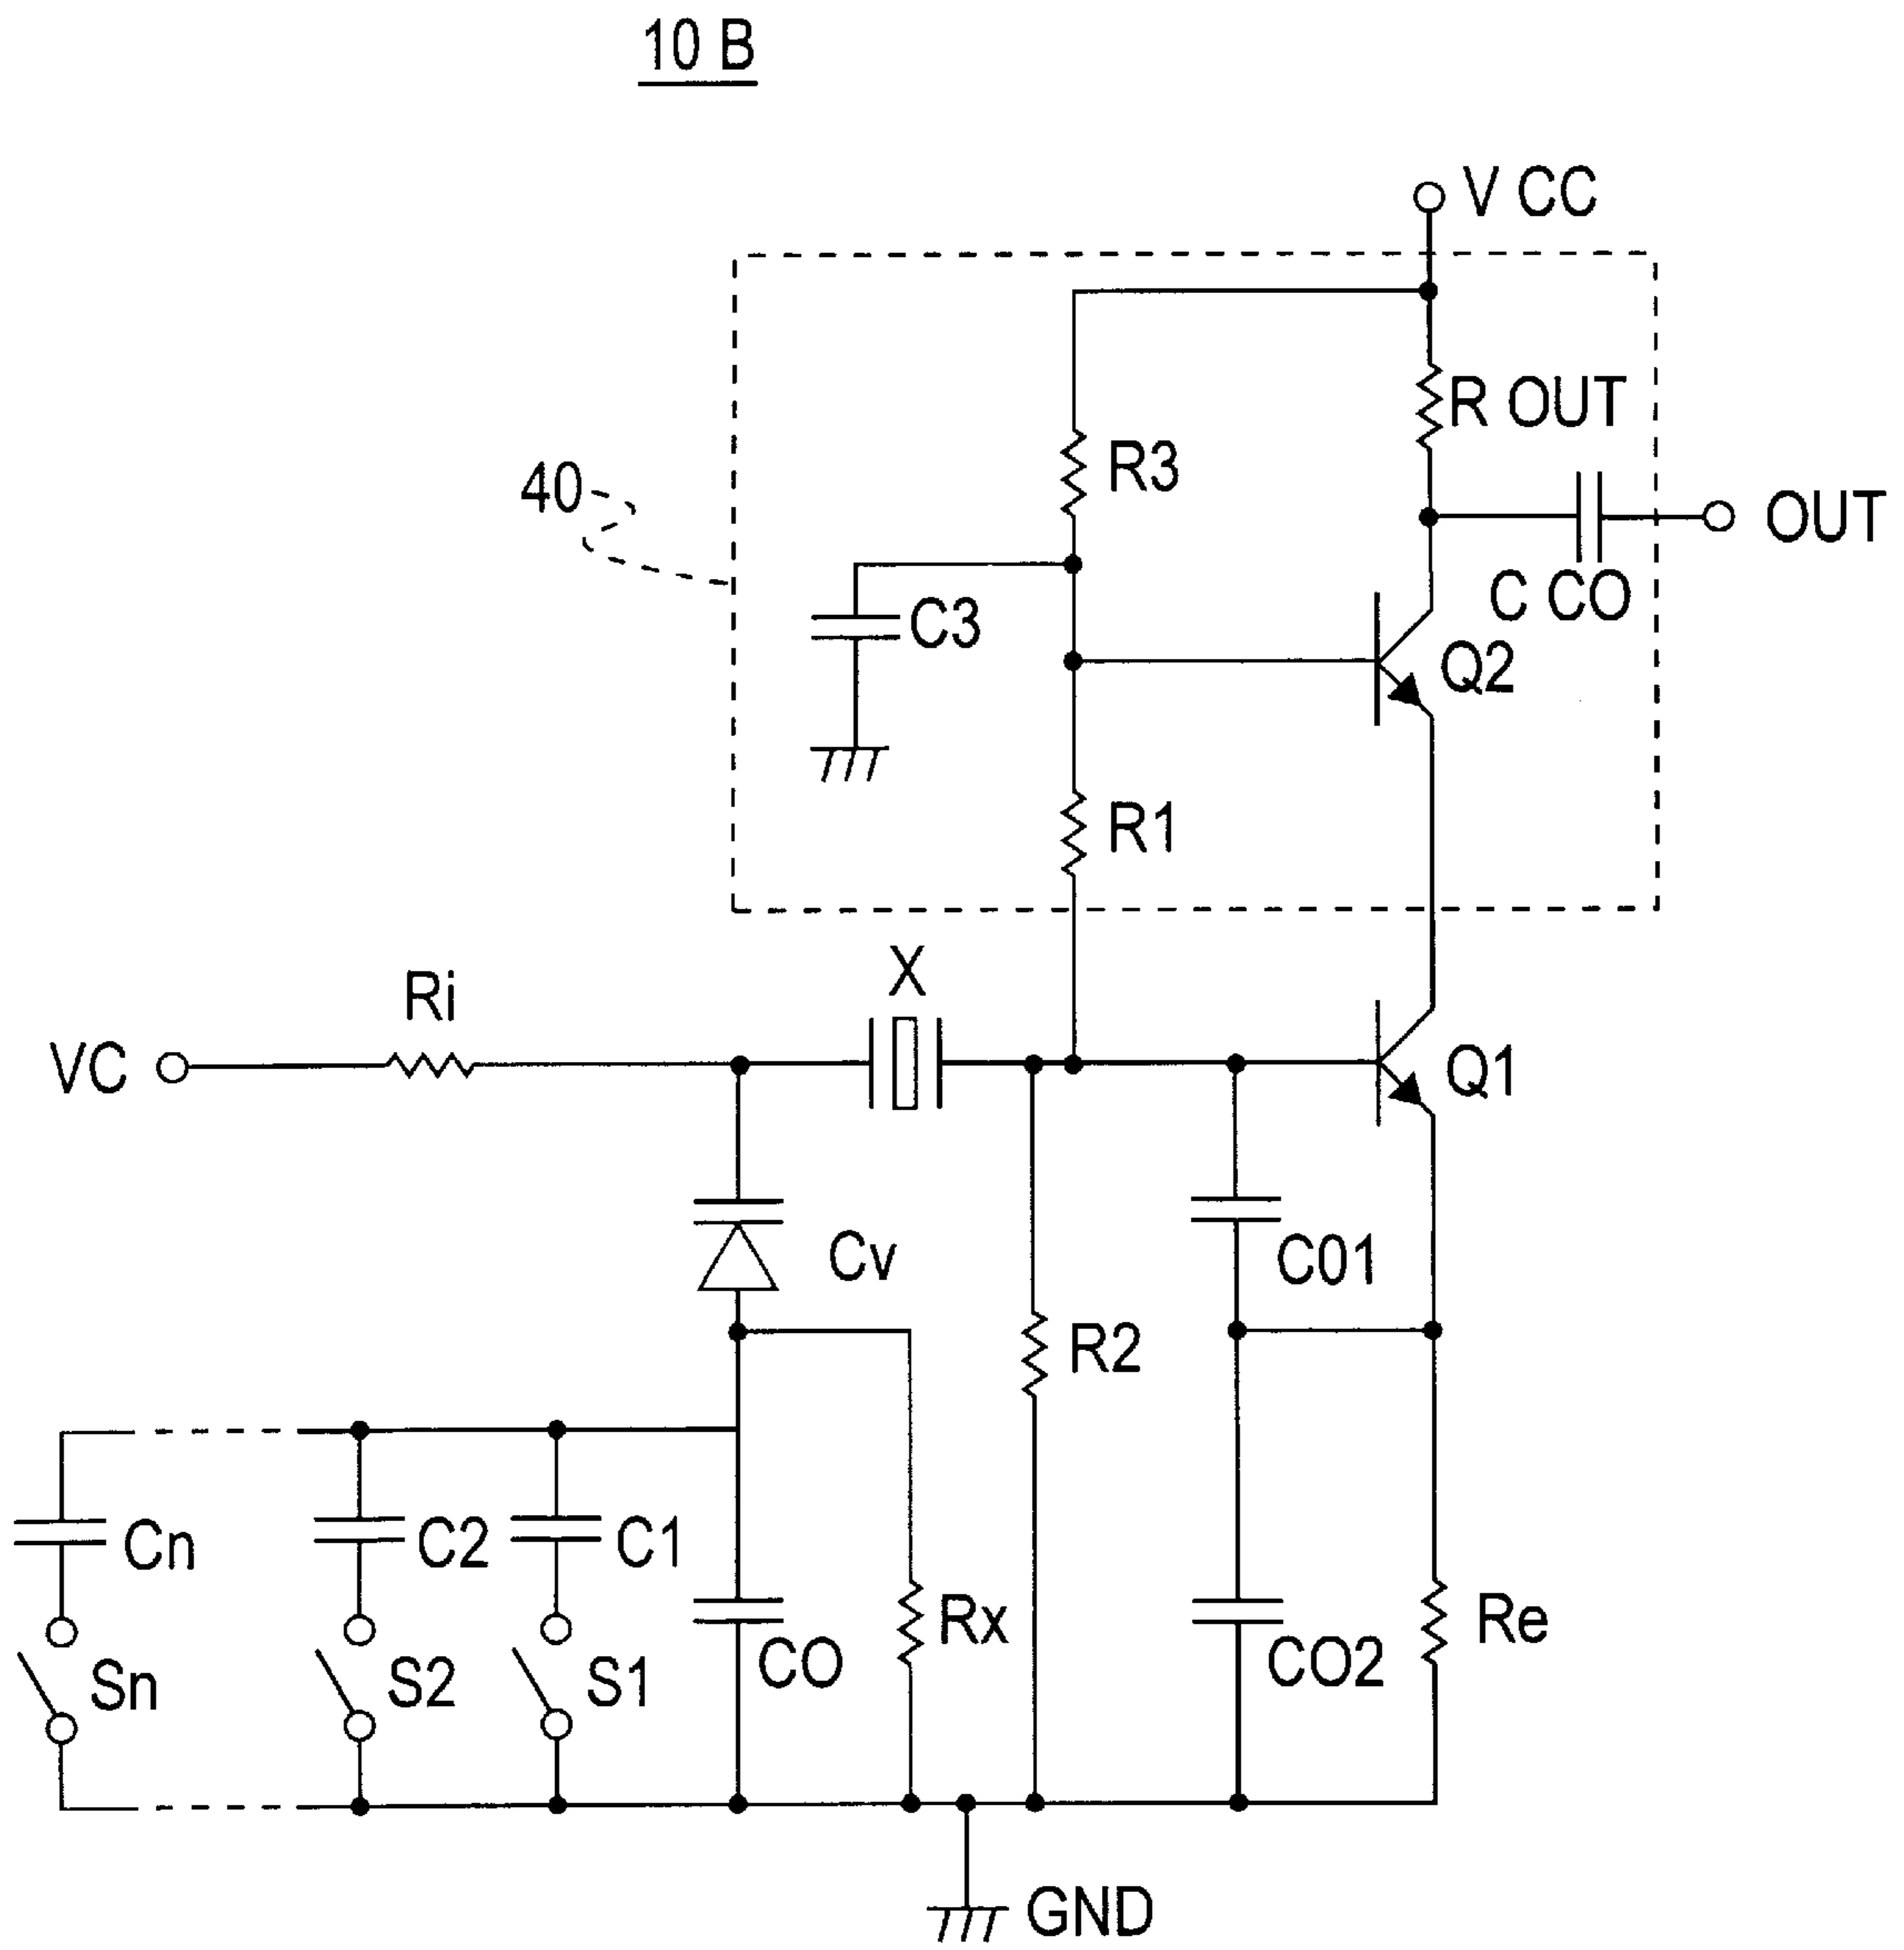 10 B
V CC
R OUT
R3
40
OUT
C CO
C3
Q2
R1
X
Ri
VC
Q1
Cv
C01
R2
Cn
C2
C1
Rx
Re
CO
CO2
Sn
S2
S1
GND